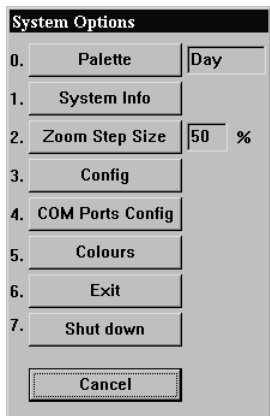 System Options
0. Palette Day
1. System Info
2. Zoom Step Size 50 %
3. Config
4. COM Ports Config
5. Colours
6. Exit
7. Shut down
Cancel